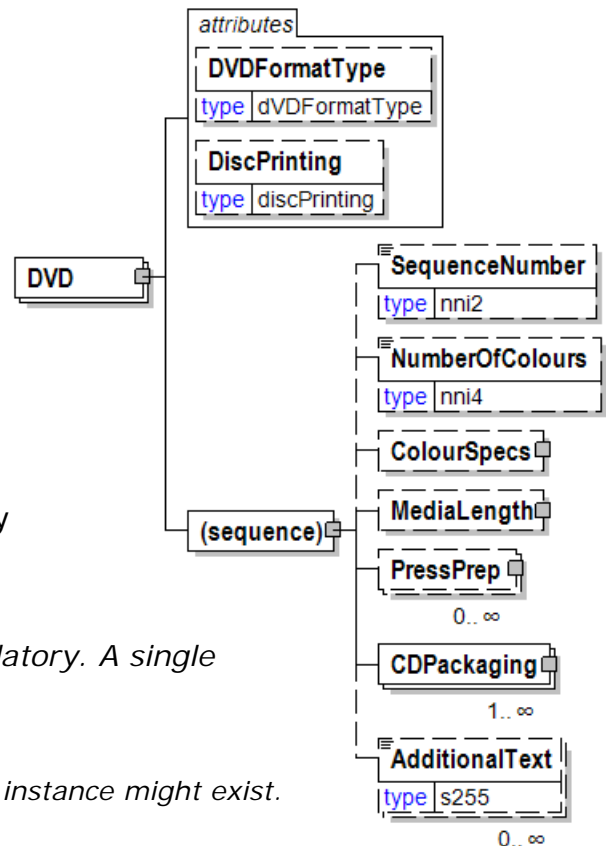 attributes
DVDFormatType
type dVDFormatType
DiscPrinting
type discPrinting
DVD
SequenceNumber
type nni2
NumberOfColours
type nni4
ColourSpecs
MediaLength
y
(sequence)
PressPrep
0.. ∞
latory. A single
CDPackaging
1.. ∞
AdditionalText
instance might exist.
type s255
0.. ∞